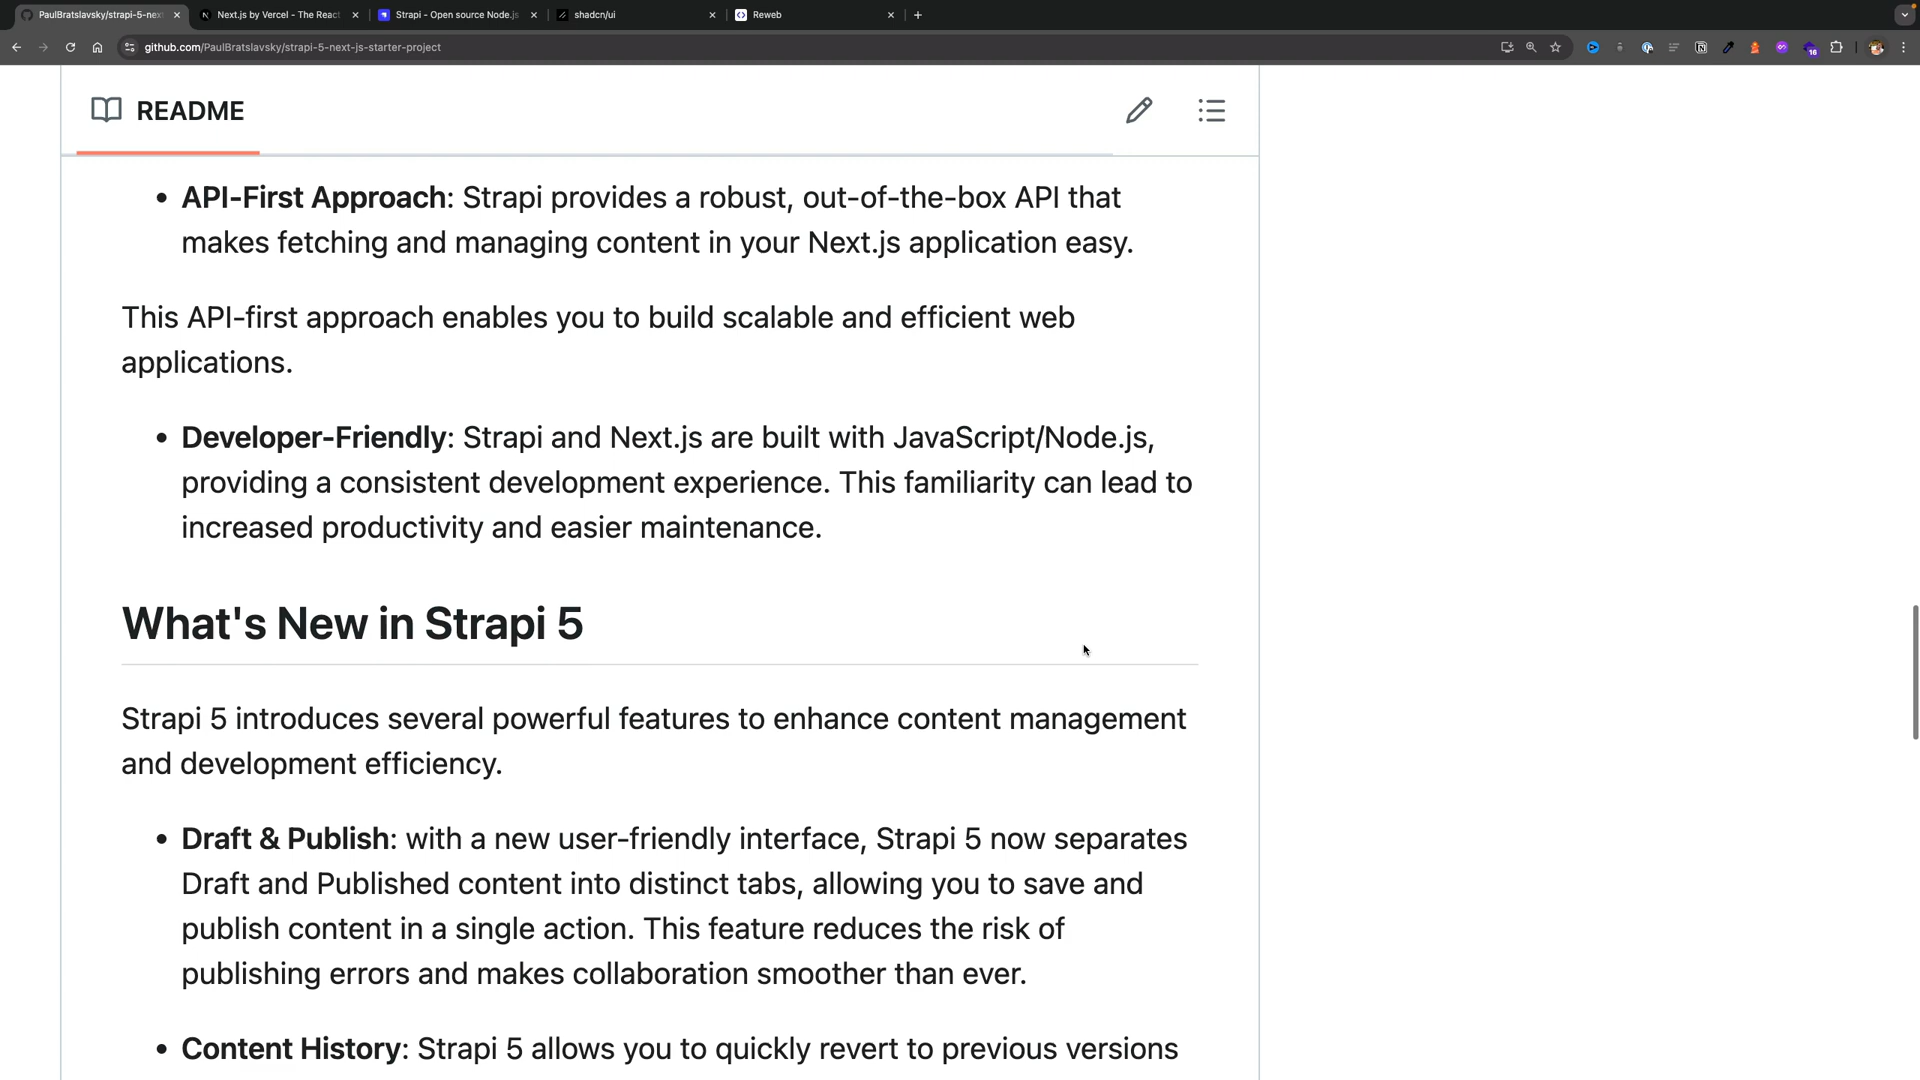 PaulBratslavsky/strapi-5-nex
Next.js by Vercel - The React
Strapi - Open source Node.js
shadcn/ui
Reweb
github.com/PaulBratslavsky/strapi-5-next-js-starter-project
16
README
• API-First Approach: Strapi provides a robust, out-of-the-box API that
makes fetching and managing content in your Next.js application easy.
This API-first approach enables you to build scalable and efficient web
applications.
• Developer-Friendly: Strapi and Next.js are built with JavaScript/Node.js,
providing a consistent development experience. This familiarity can lead to
increased productivity and easier maintenance.
What's New in Strapi 5
Strapi 5 introduces several powerful features to enhance content management
and development efficiency.
• Draft & Publish: with a new user-friendly interface, Strapi 5 now separates
Draft and Published content into distinct tabs, allowing you to save and
publish content in a single action. This feature reduces the risk of
publishing errors and makes collaboration smoother than ever.
• Content History: Strapi 5 allows you to quickly revert to previous versions